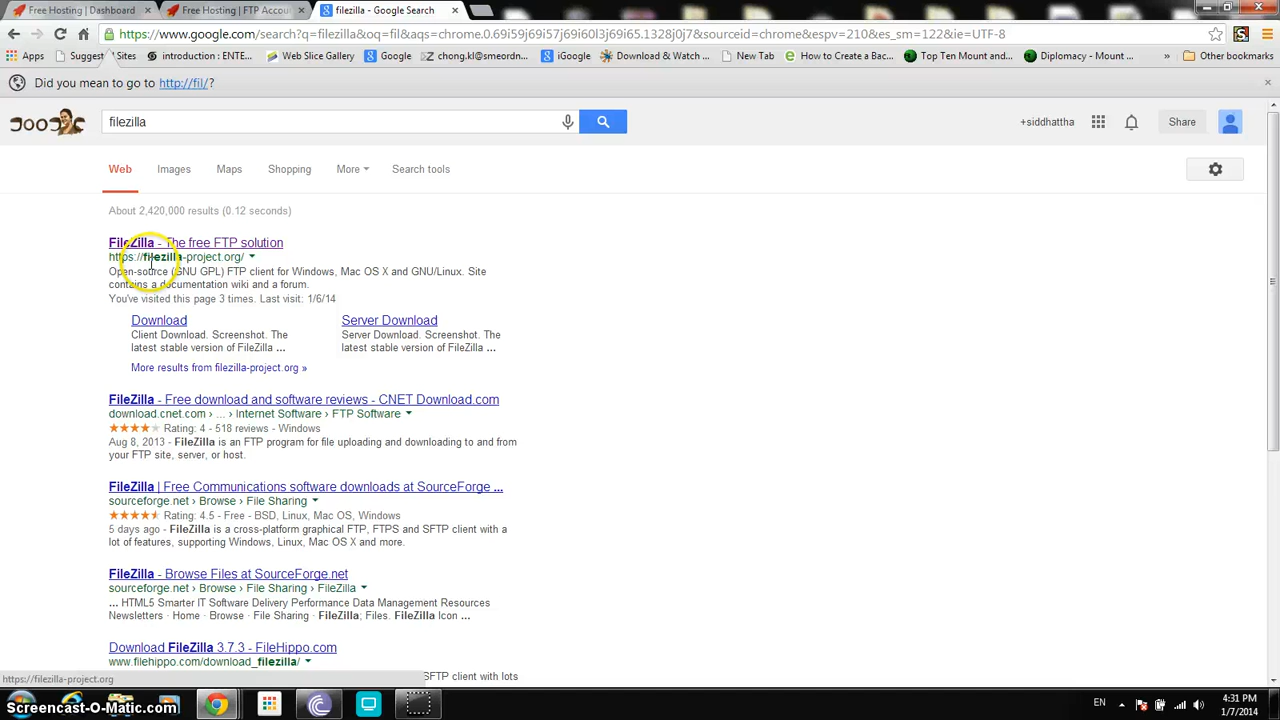 Free Hosting | Dashboard
Free Hosting | FTP Accou
filezilla - Google Search
https://www.google.com/search?q=filezilla&oq=fil&aqs=chrome.0.69i59j69i57j69i60l3j69i65.1328j0j7&sourceid=chrome&espv=210&es_sm=122&ie=UTF-8
Apps
Suggest
Sites
introduction : ENTE...
Web Slice Gallery
Google
chong.kl@smeordn...
iGoogle
Download & Watch ...
New Tab
How to Create a Bac...
Top Ten Mount and...
Diplomacy - Mount ...
Other bookmarks
Did you mean to go to http://fil/?
filezilla
+siddhattha
Share
Web
Images
Maps
Shopping
More
Search tools
About 2,420,000 results (0.12 seconds)
FileZilla - The free FTP solution
https://filezilla-project.org/
Open-source (GNU GPL) FTP client for Windows, Mac OS X and GNU/Linux. Site
contains a documentation wiki and a forum.
You've visited this page 3 times. Last visit: 1/6/14
Download
Client Download. Screenshot. The
latest stable version of FileZilla ...
Server Download
Server Download. Screenshot. The
latest stable version of FileZilla ...
More results from filezilla-project.org »
FileZilla - Free download and software reviews - CNET Download.com
download.cnet.com › ... › Internet Software › FTP Software
Rating: 4 - 518 reviews - Windows
Aug 8, 2013 - FileZilla is an FTP program for file uploading and downloading to and from
your FTP site, server, or host.
FileZilla | Free Communications software downloads at SourceForge ...
sourceforge.net › Browse › File Sharing
Rating: 4.5 - Free - BSD, Linux, Mac OS, Windows
5 days ago - FileZilla is a cross-platform graphical FTP, FTPS and SFTP client with a
lot of features, supporting Windows, Linux, Mac OS X and more.
FileZilla - Browse Files at SourceForge.net
sourceforge.net › Browse › File Sharing › FileZilla
... HTML5 Smarter IT Software Delivery Performance Data Management Resources
Newsletters · Home · Browse · File Sharing · FileZilla; Files. FileZilla Icon ...
Download FileZilla 3.7.3 - FileHippo.com
www.filehippo.com/download_filezilla/
https://filezilla-project.org
S and SFTP client with lots
Screencast-O-Matic.com
EN
4:31 PM
1/7/2014